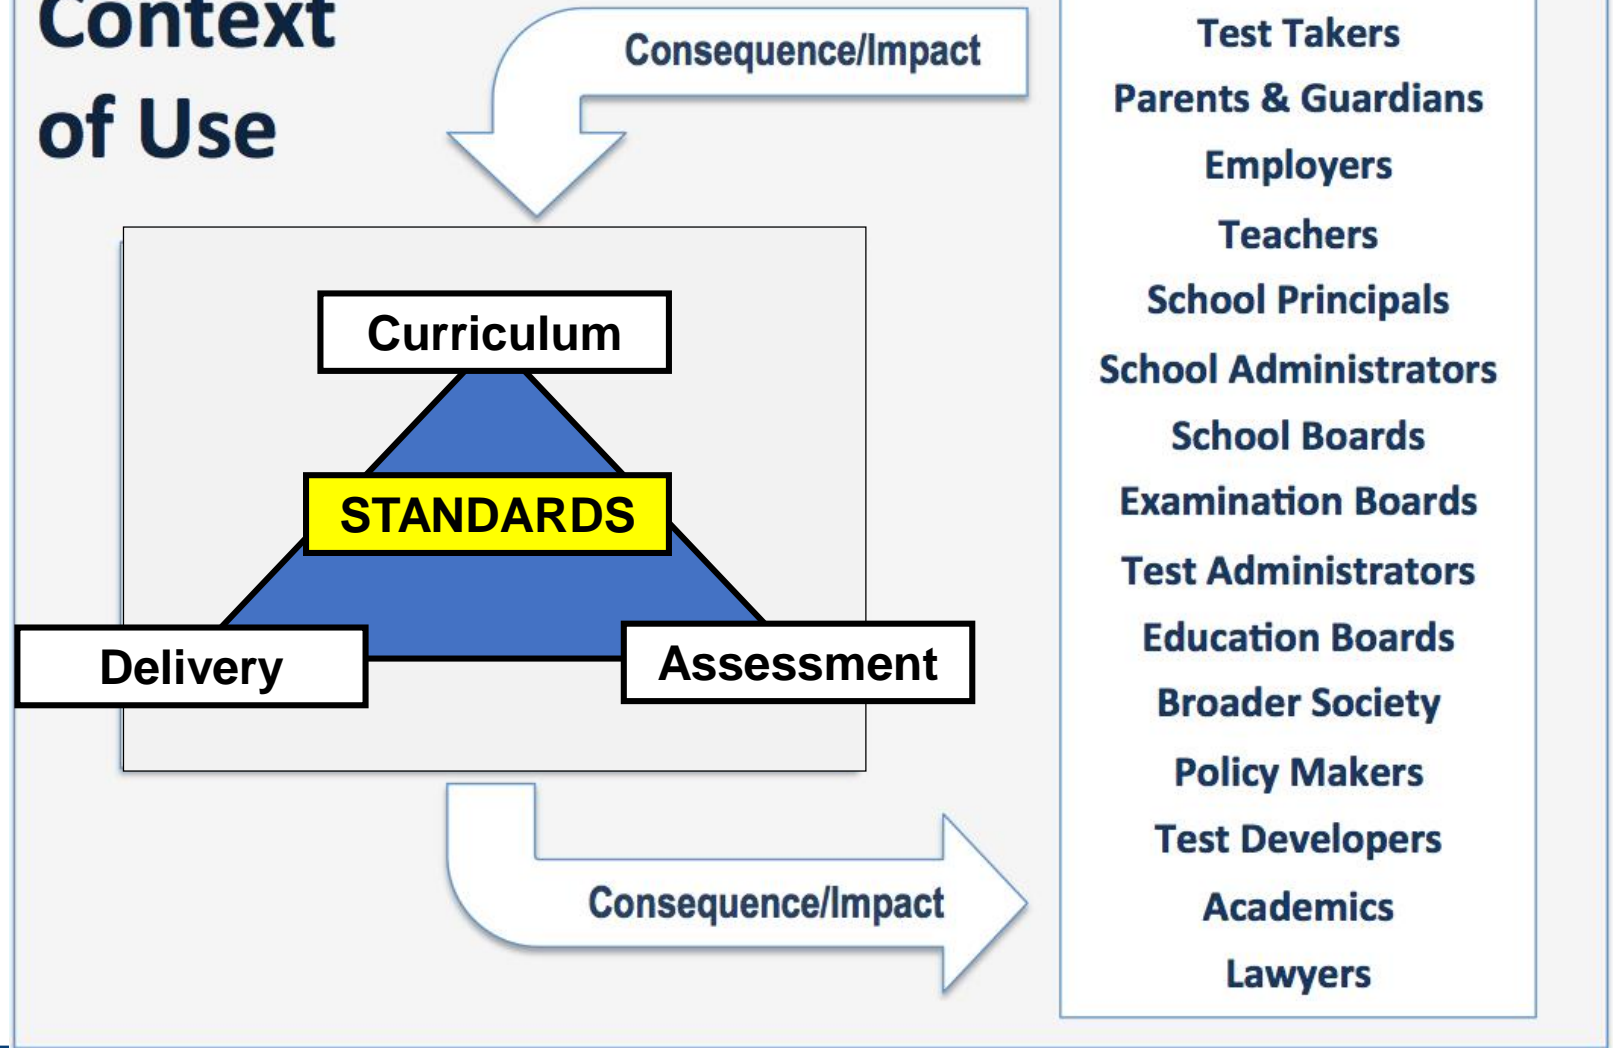 Context
of Use
Consequence/Impact
Curriculum
STANDARDS
Delivery
Assessment
Consequence/Impact
Test Takers
Parents & Guardians
Employers
Teachers
School Principals
School Administrators
School Boards
Examination Boards
Test Administrators
Education Boards
Broader Society
Policy Makers
Test Developers
Academics
Lawyers